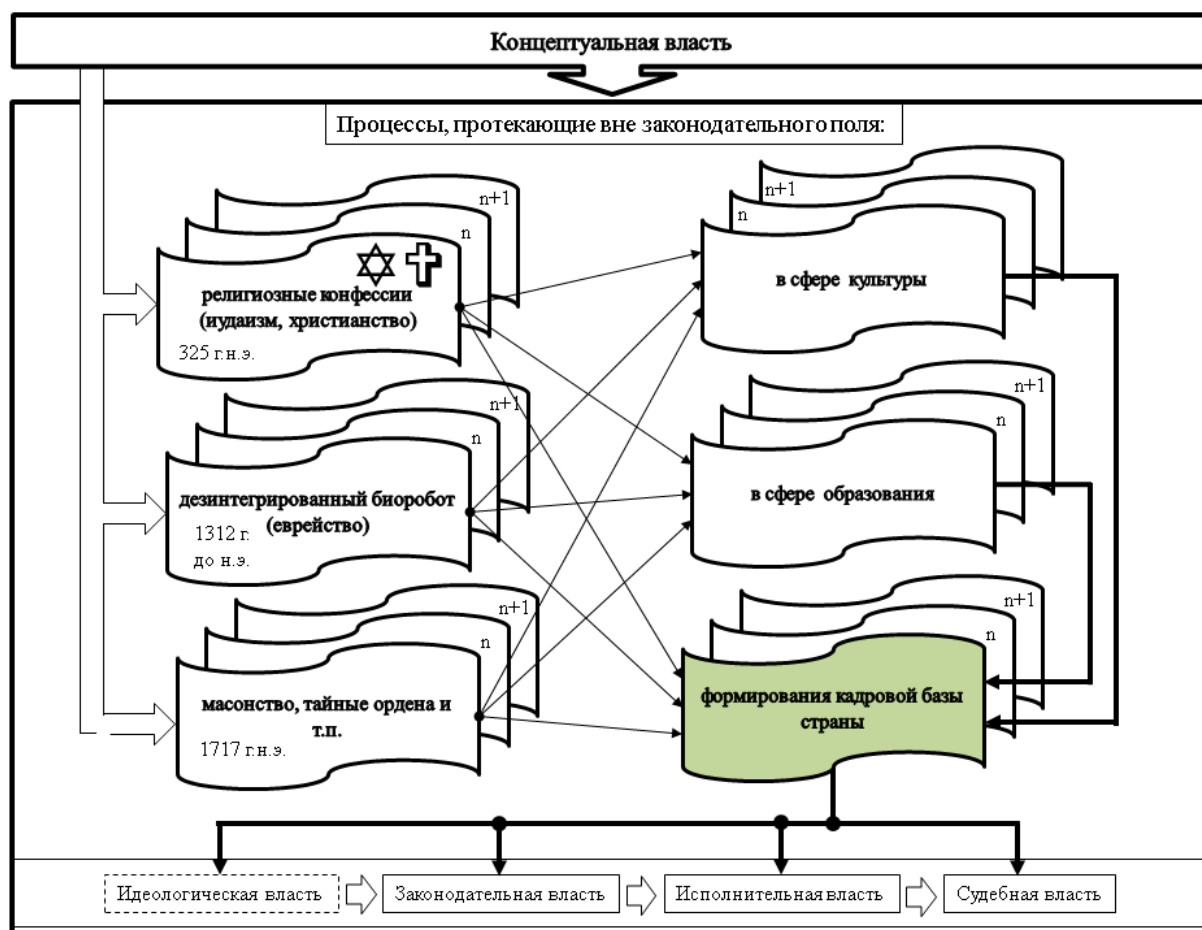 Концептуальная власть
Процессы, протекающие вне законодательного поля:
n+1
n
религиозные конфессии
(иудаизм, христианство)
325 г.н.э.
n+1
n
в сфере культуры
n+1
n
дезинтегрированный биоробот
(еврейство)
1312 г.
до н.э.
n+1
n
в сфере образования
n+1
n
масонство, тайные ордена и
т.п.
1717 г.н.э.
n+1
n
формирования кадровой базы
страны
Идеологическая власть
Законодательная власть
Исполнительная власть
Судебная власть